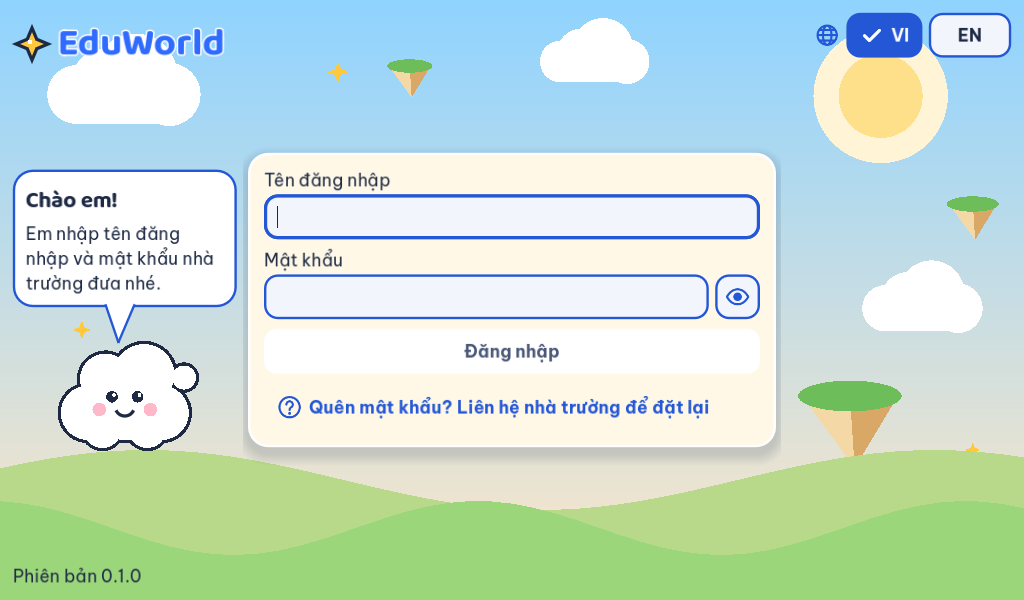 EduWorld
VI
EN
Chào em!
Em nhập tên đăng
nhập và mật khẩu nhà
trường đưa nhé.
Tên đăng nhập
Mật khẩu
Đăng nhập
Quên mật khẩu? Liên hệ nhà trường để đặt lại
Phiên bản 0.1.0